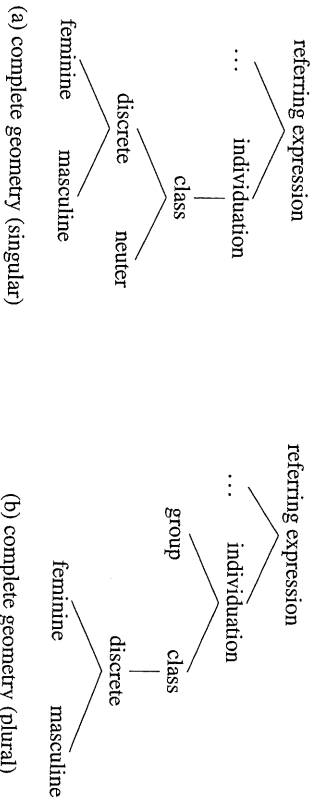 referring expression
... individuation
class
discrete neuter
feminine masculine
(a) complete geometry (singular)
referring expression
... individuation
group class
discrete
feminine masculine
(b) complete geometry (plural)